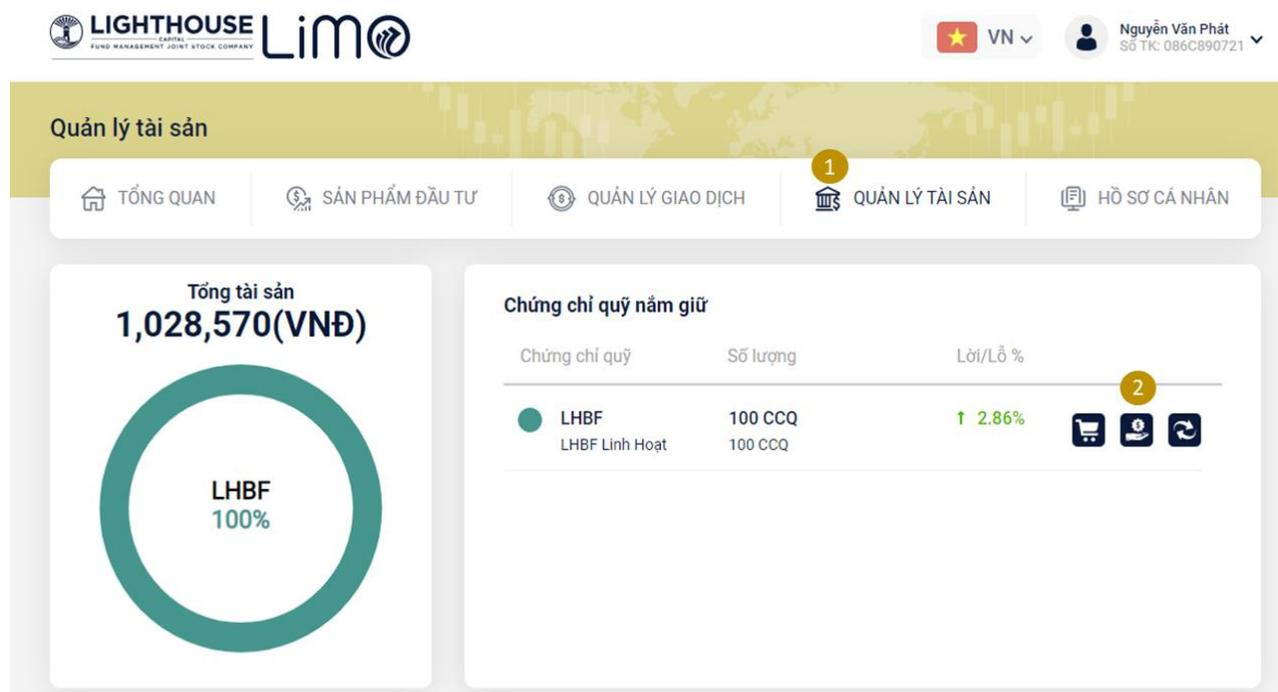 LIGHTHOUSE
CAPITAL
FUND MANAGEMENT JOINT STOCK COMPANY
LiMO
VN
Nguyễn Văn Phát
Số TK: 086C890721
Quản lý tài sản
1
TỔNG QUAN
SẢN PHẨM ĐẦU TƯ
QUẢN LÝ GIAO DỊCH
QUẢN LÝ TÀI SẢN
HỒ SƠ CÁ NHÂN
Tổng tài sản
1,028,570(VNĐ)
LHBF
100%
Chứng chỉ quỹ nắm giữ
Chứng chỉ quỹ Số lượng Lời/Lỗ %
2
LHBF 100 CCQ ↑ 2.86%
LHBF Linh Hoạt 100 CCQ